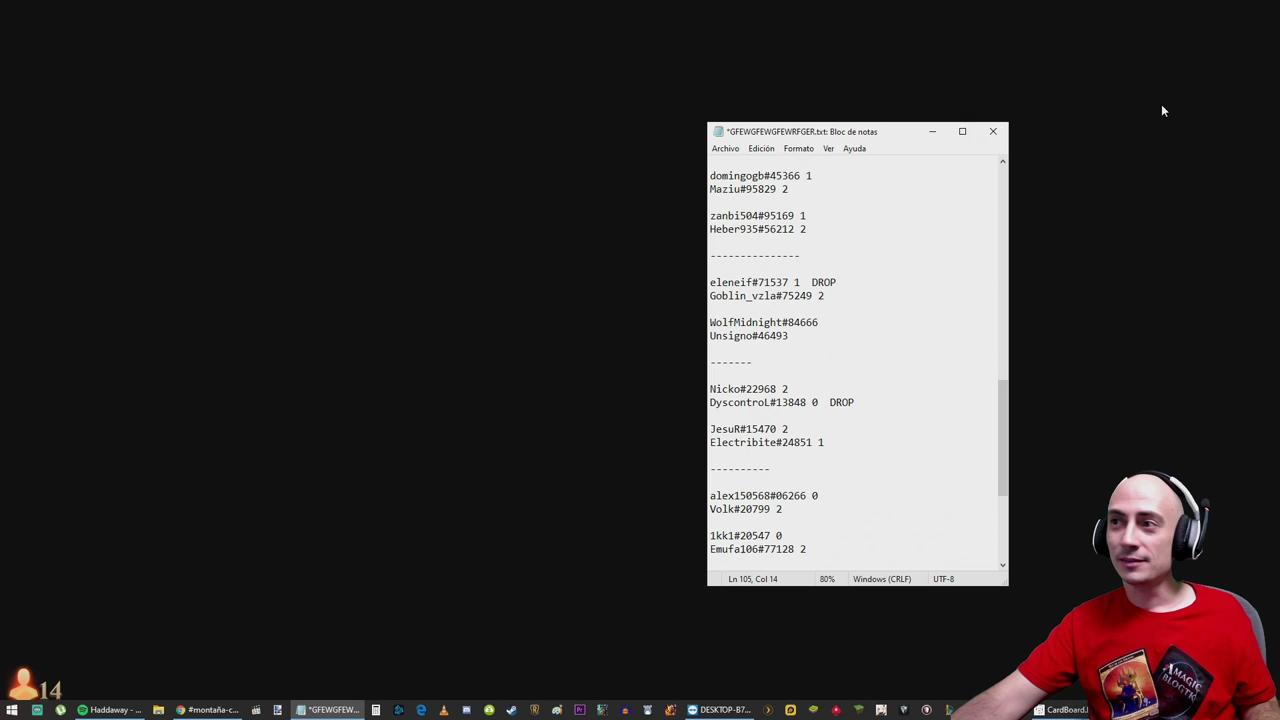 *GFEWGFEWGFEWRFGER.txt: Bloc de notas
Archivo Edición Formato Ver Ayuda
domingogb#45366 1
Maziu#95829 2
zanbi504#95169 1
Heber935#56212 2
---------------
eleneif#71537 1 DROP
Goblin_vzla#75249 2
WolfMidnight#84666
Unsigno#46493
-------
Nicko#22968 2
DyscontroL#13848 0 DROP
JesuR#15470 2
Electribite#24851 1
----------
alex150568#06266 0
Volk#20799 2
1kk1#20547 0
Emufa106#77128 2
Ln 105, Col 14 80% Windows (CRLF) UTF-8
14
Haddaway - ... #montaña-c... *GFEWGFEW... DESKTOP-B7... CardBoard.